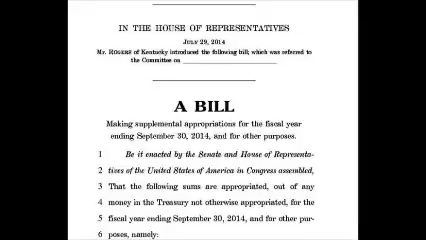 IN THE HOUSE OF REPRESENTATIVES
JULY 29, 2014
Mr. ROGERS of Kentucky introduced the following bill; which was referred to
the Committee on
A BILL
Making supplemental appropriations for the fiscal year
ending September 30, 2014, and for other purposes.
1 Be it enacted by the Senate and House of Representa-
2 tives of the United States of America in Congress assembled,
3 That the following sums are appropriated, out of any
4 money in the Treasury not otherwise appropriated, for the
5 fiscal year ending September 30, 2014, and for other pur-
6 poses, namely: